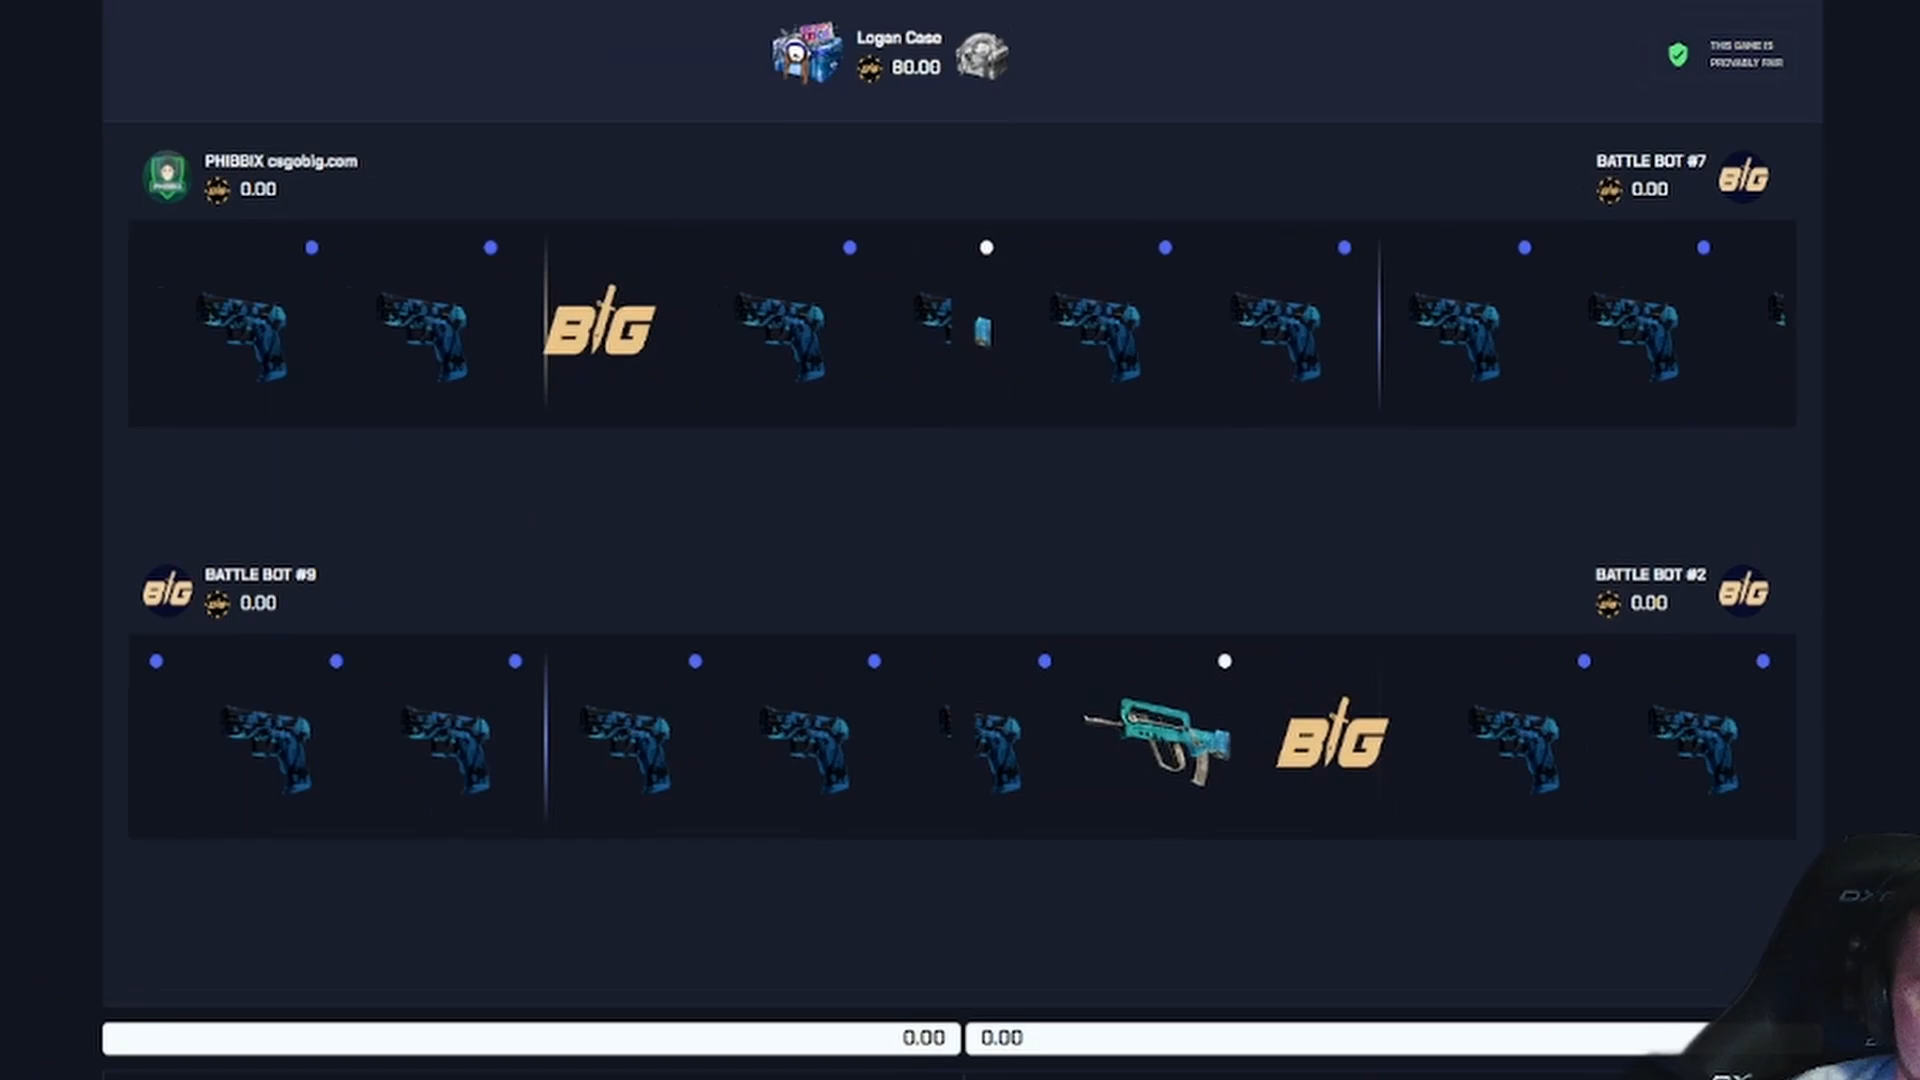 Logan Case
80.00
THIS GAME IS
PROVABLY FAIR
PHIBBIX csgobig.com
0.00
BATTLE BOT #7
0.00
BIG
BIG
BATTLE BOT #9
0.00
BIG
BATTLE BOT #2
0.00
BIG
BIG
0.00
0.00